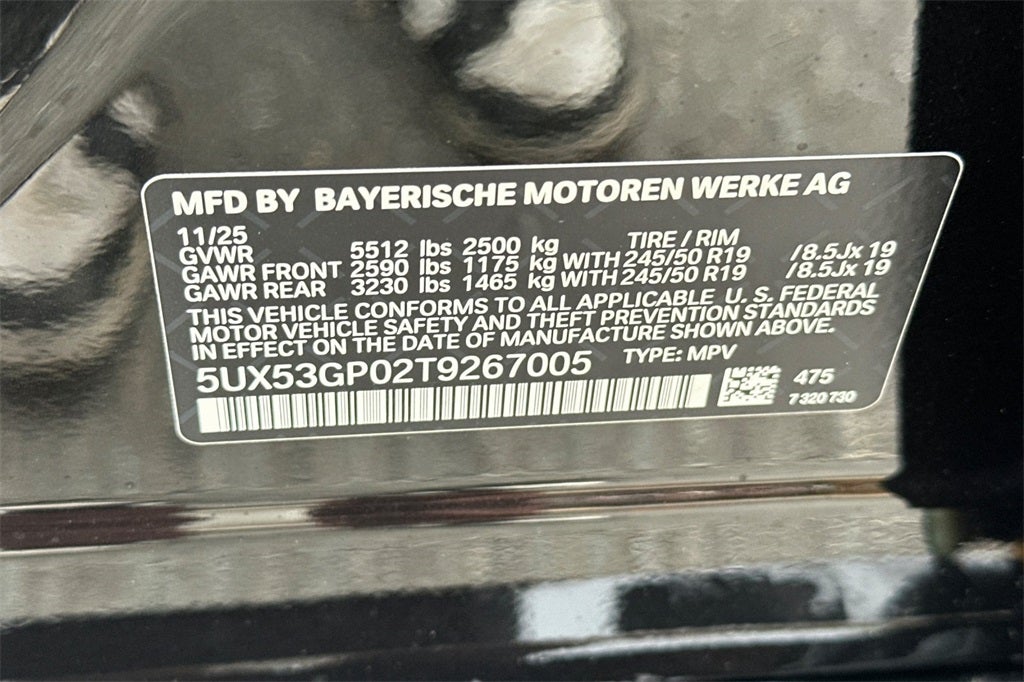 MFD BY BAYERISCHE MOTOREN WERKE AG
11/25 TIRE / RIM
GVWR 5512 lbs 2500 kg
GAWR FRONT 2590 lbs 1175 kg WITH 245/50 R19 /8.5Jx 19
GAWR REAR 3230 lbs 1465 kg WITH 245/50 R19 /8.5Jx 19
THIS VEHICLE CONFORMS TO ALL APPLICABLE U. S. FEDERAL
MOTOR VEHICLE SAFETY AND THEFT PREVENTION STANDARDS
IN EFFECT ON THE DATE OF MANUFACTURE SHOWN ABOVE.
5UX53GP02T9267005 TYPE: MPV
475
7 320 730